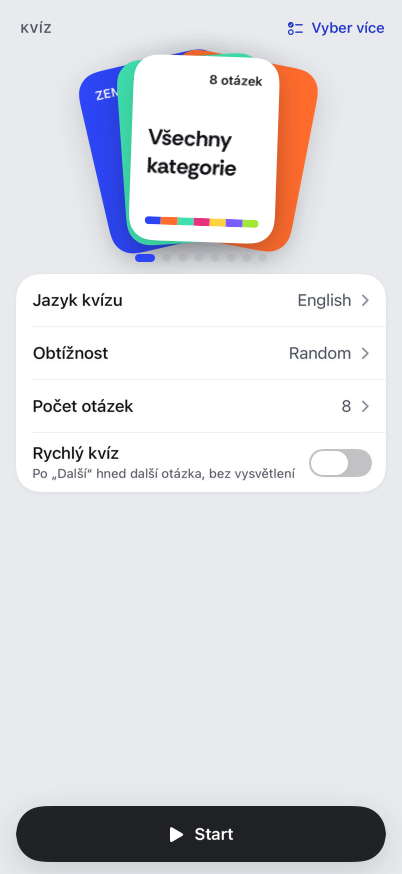 KVÍZ
Vyber více
8 otázek
Všechny
kategorie
Jazyk kvízu English
Obtížnost Random
Počet otázek 8
Rychlý kvíz
Po „Další“ hned další otázka, bez vysvětlení
Start